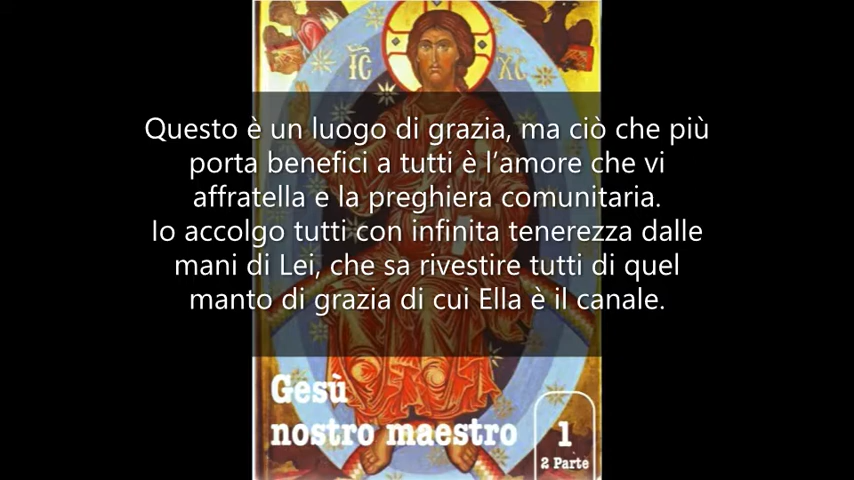 IC XC
Questo è un luogo di grazia, ma ciò che più
porta benefici a tutti è l’amore che vi
affratella e la preghiera comunitaria.
Io accolgo tutti con infinita tenerezza dalle
mani di Lei, che sa rivestire tutti di quel
manto di grazia di cui Ella è il canale.
Gesù
nostro maestro
1
2 Parte